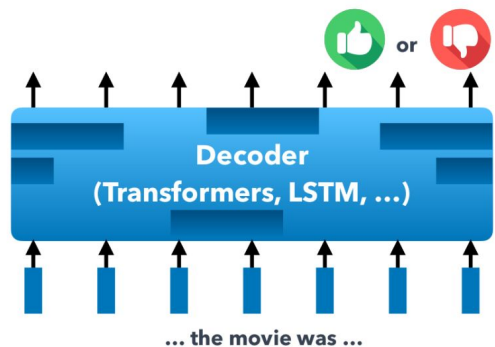 or
Decoder
(Transformers, LSTM, ...)
... the movie was ...